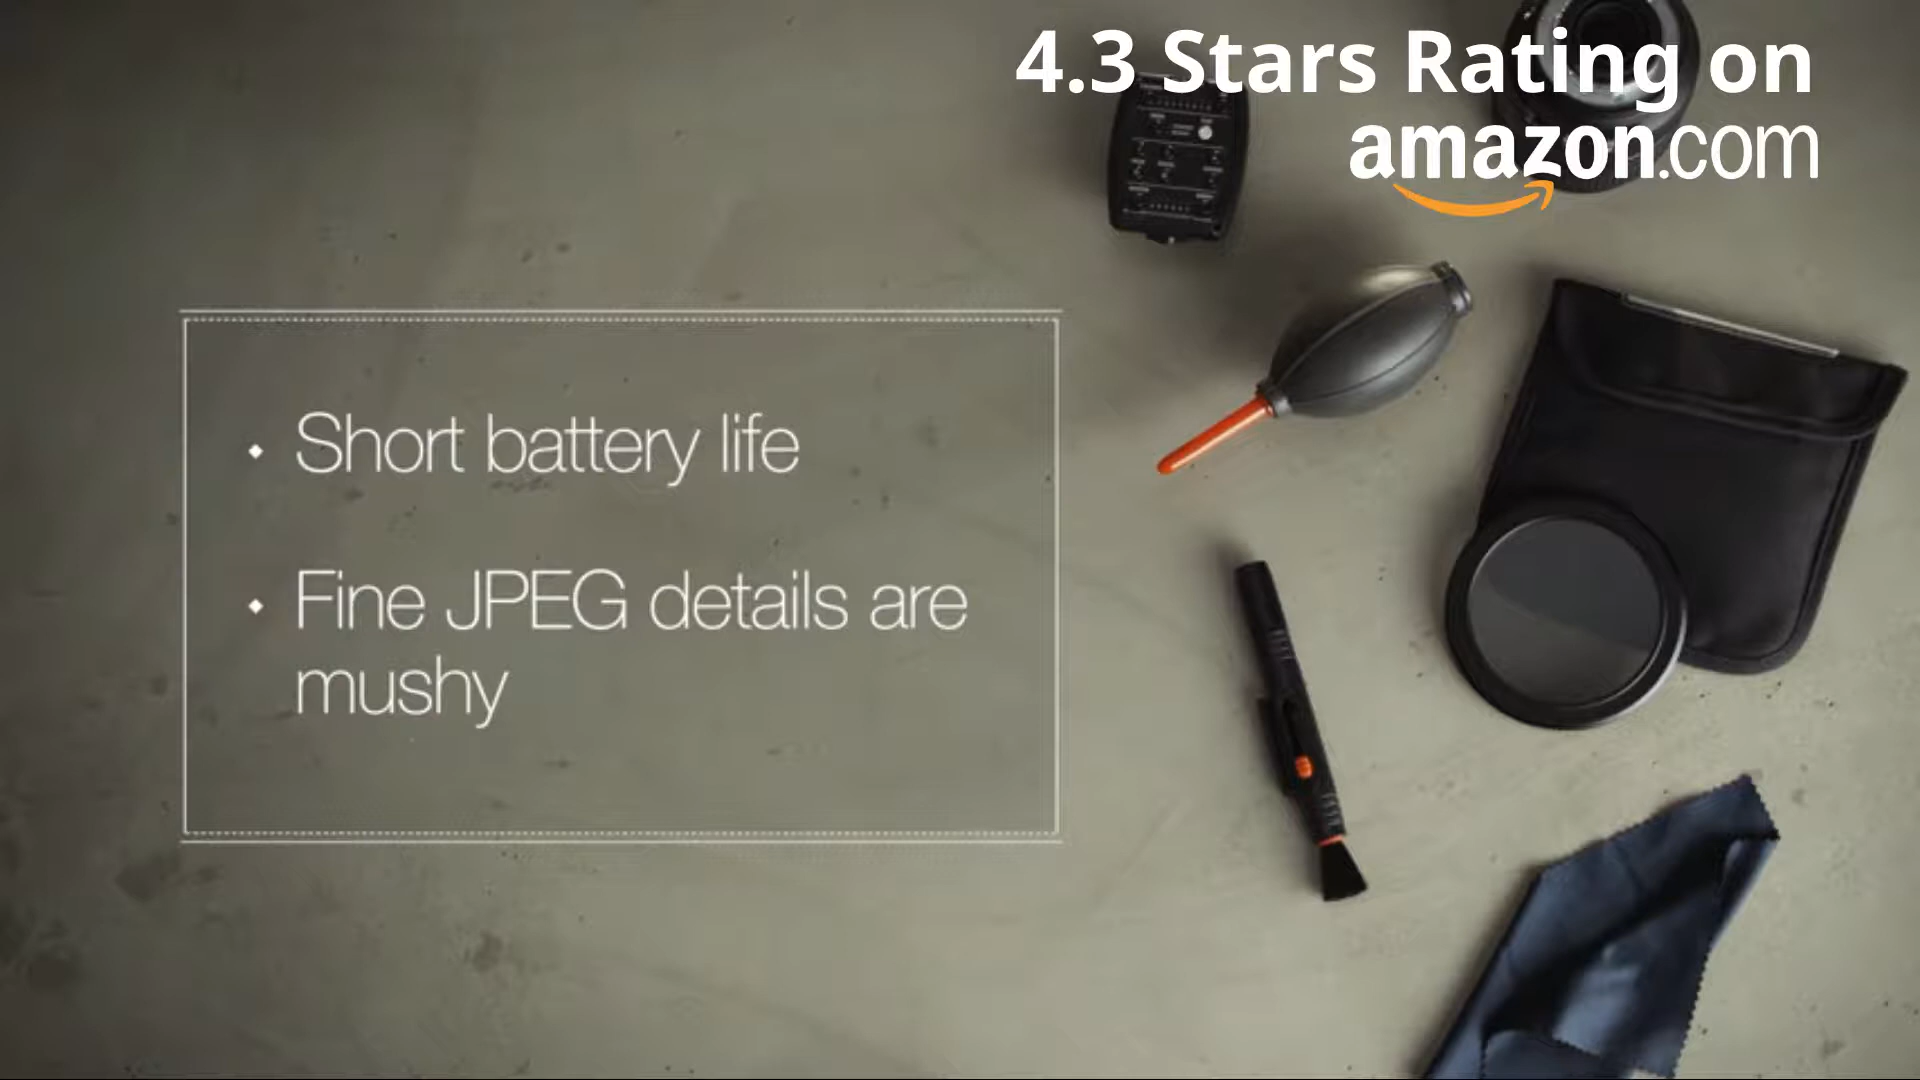 4.3 Stars Rating on
amazon.com
Short battery life
Fine JPEG details are
mushy